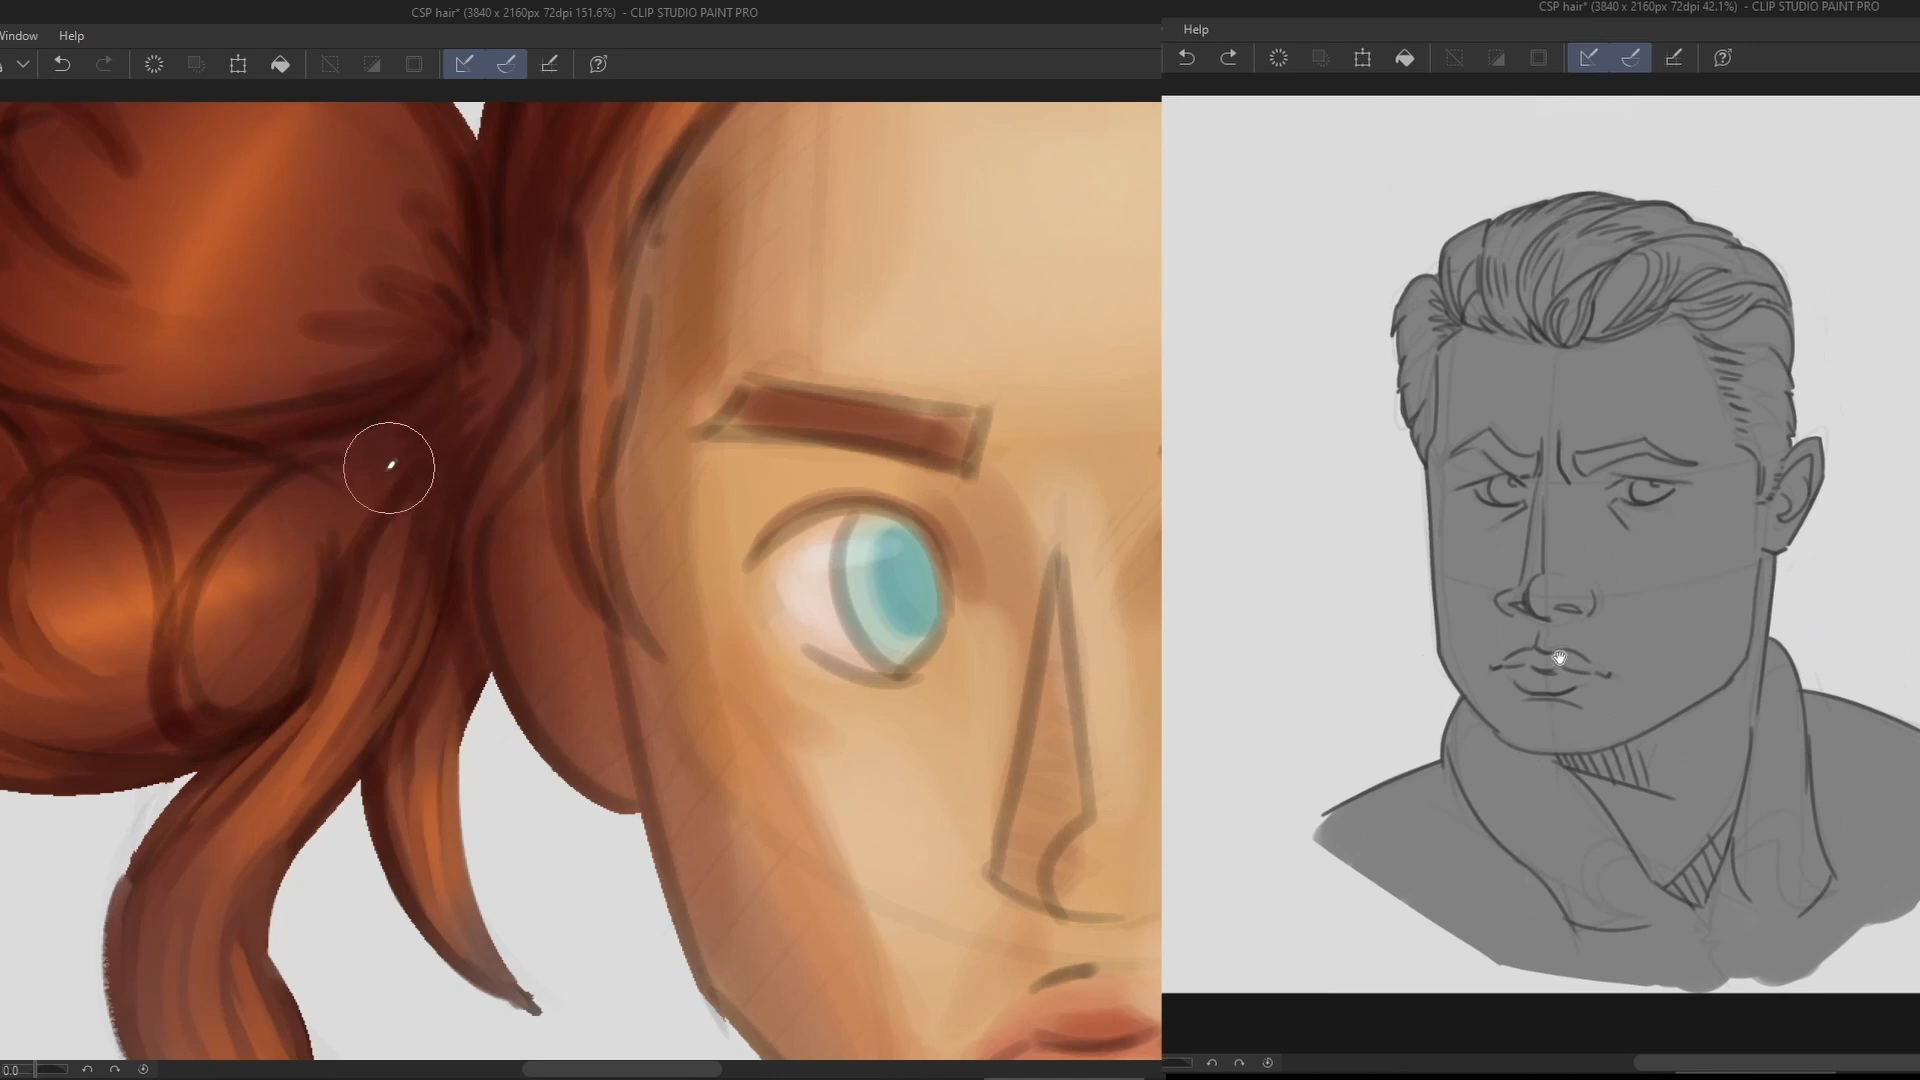 CSP hair* (3840 x 2160px 72dpi 151.6%) - CLIP STUDIO PAINT PRO
Window Help
0.0
CSP hair* (3840 x 2160px 72dpi 42.1%) - CLIP STUDIO PAINT PRO
Help